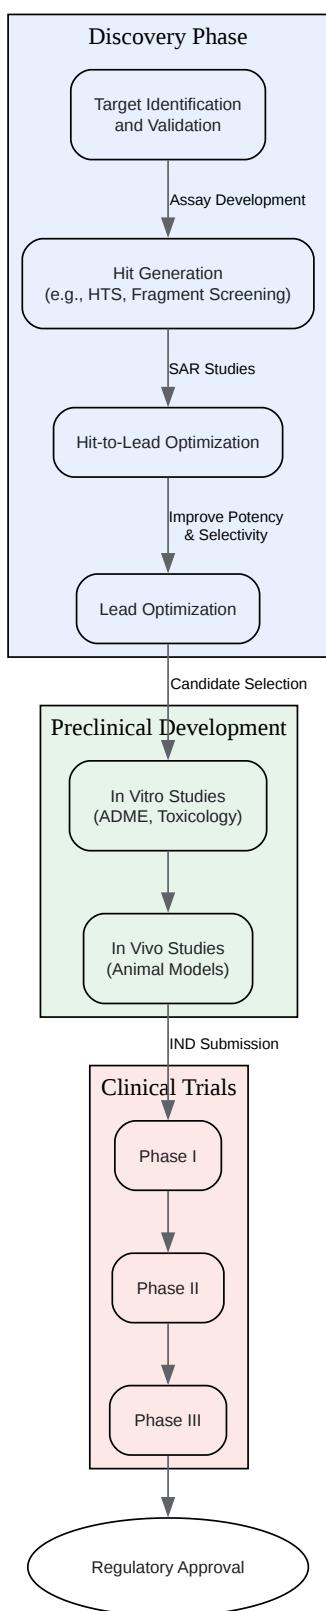 Discovery Phase
Target Identification
and Validation
Assay Development
Hit Generation
(e.g., HTS, Fragment Screening)
SAR Studies
Hit-to-Lead Optimization
Improve Potency
& Selectivity
Lead Optimization
Candidate Selection
Preclinical Development
In Vitro Studies
(ADME, Toxicology)
In Vivo Studies
(Animal Models)
IND Submission
Clinical Trials
Phase I
Phase II
Phase III
Regulatory Approval